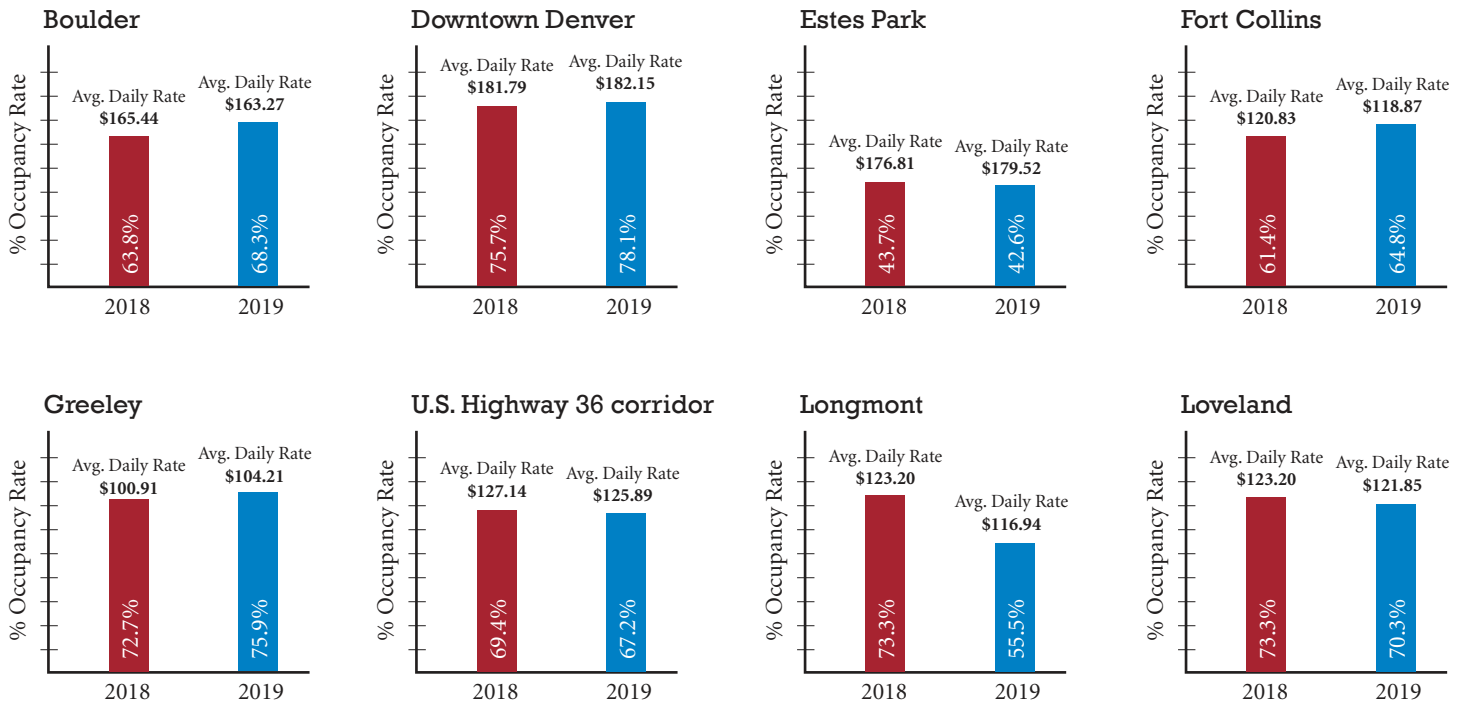 Boulder
% Occupancy Rate
Avg. Daily Rate
$165.44
Avg. Daily Rate
$163.27
63.8%
68.3%
2018
2019
Downtown Denver
% Occupancy Rate
Avg. Daily Rate
$181.79
Avg. Daily Rate
$182.15
75.7%
78.1%
2018
2019
Estes Park
% Occupancy Rate
Avg. Daily Rate
$176.81
Avg. Daily Rate
$179.52
43.7%
42.6%
2018
2019
Fort Collins
% Occupancy Rate
Avg. Daily Rate
$120.83
Avg. Daily Rate
$118.87
61.4%
64.8%
2018
2019
Greeley
% Occupancy Rate
Avg. Daily Rate
$100.91
Avg. Daily Rate
$104.21
72.7%
75.9%
2018
2019
U.S. Highway 36 corridor
% Occupancy Rate
Avg. Daily Rate
$127.14
Avg. Daily Rate
$125.89
69.4%
67.2%
2018
2019
Longmont
% Occupancy Rate
Avg. Daily Rate
$123.20
Avg. Daily Rate
$116.94
73.3%
55.5%
2018
2019
Loveland
% Occupancy Rate
Avg. Daily Rate
$123.20
Avg. Daily Rate
$121.85
73.3%
70.3%
2018
2019